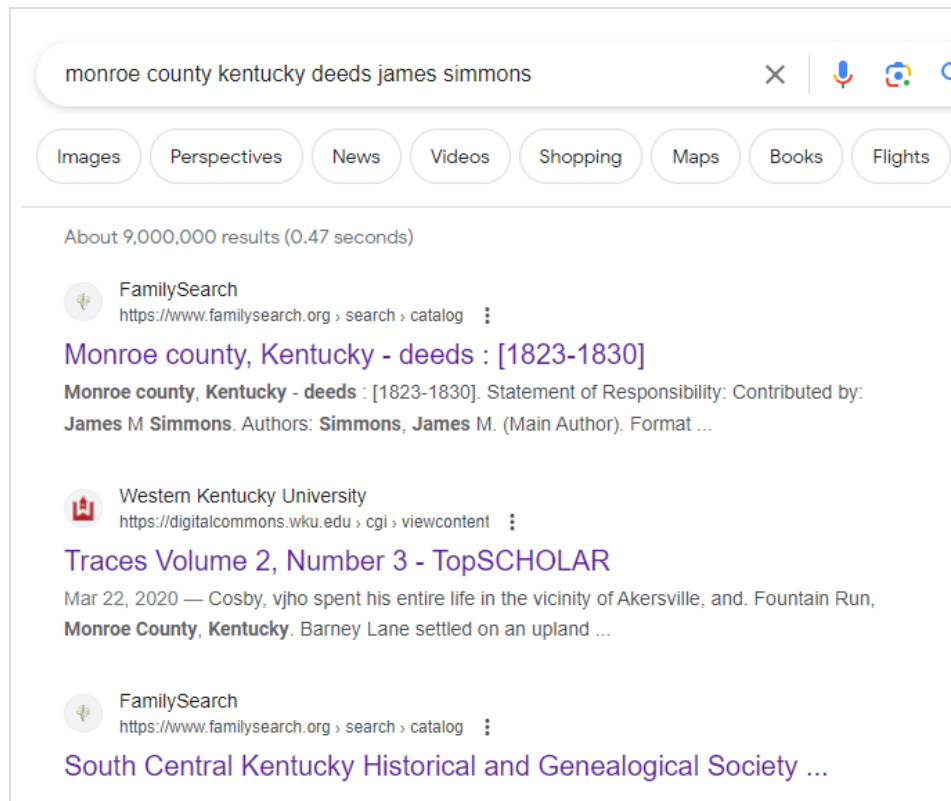 monroe county kentucky deeds james simmons
Images Perspectives News Videos Shopping Maps Books Flights
About 9,000,000 results (0.47 seconds)
FamilySearch
https://www.familysearch.org › search › catalog
Monroe county, Kentucky - deeds : [1823-1830]
Monroe county, Kentucky - deeds : [1823-1830]. Statement of Responsibility: Contributed by:
James M Simmons. Authors: Simmons, James M. (Main Author). Format ...
Western Kentucky University
https://digitalcommons.wku.edu › cgi › viewcontent
Traces Volume 2, Number 3 - TopSCHOLAR
Mar 22, 2020 — Cosby, vjho spent his entire life in the vicinity of Akersville, and. Fountain Run,
Monroe County, Kentucky. Barney Lane settled on an upland ...
FamilySearch
https://www.familysearch.org › search › catalog
South Central Kentucky Historical and Genealogical Society ...